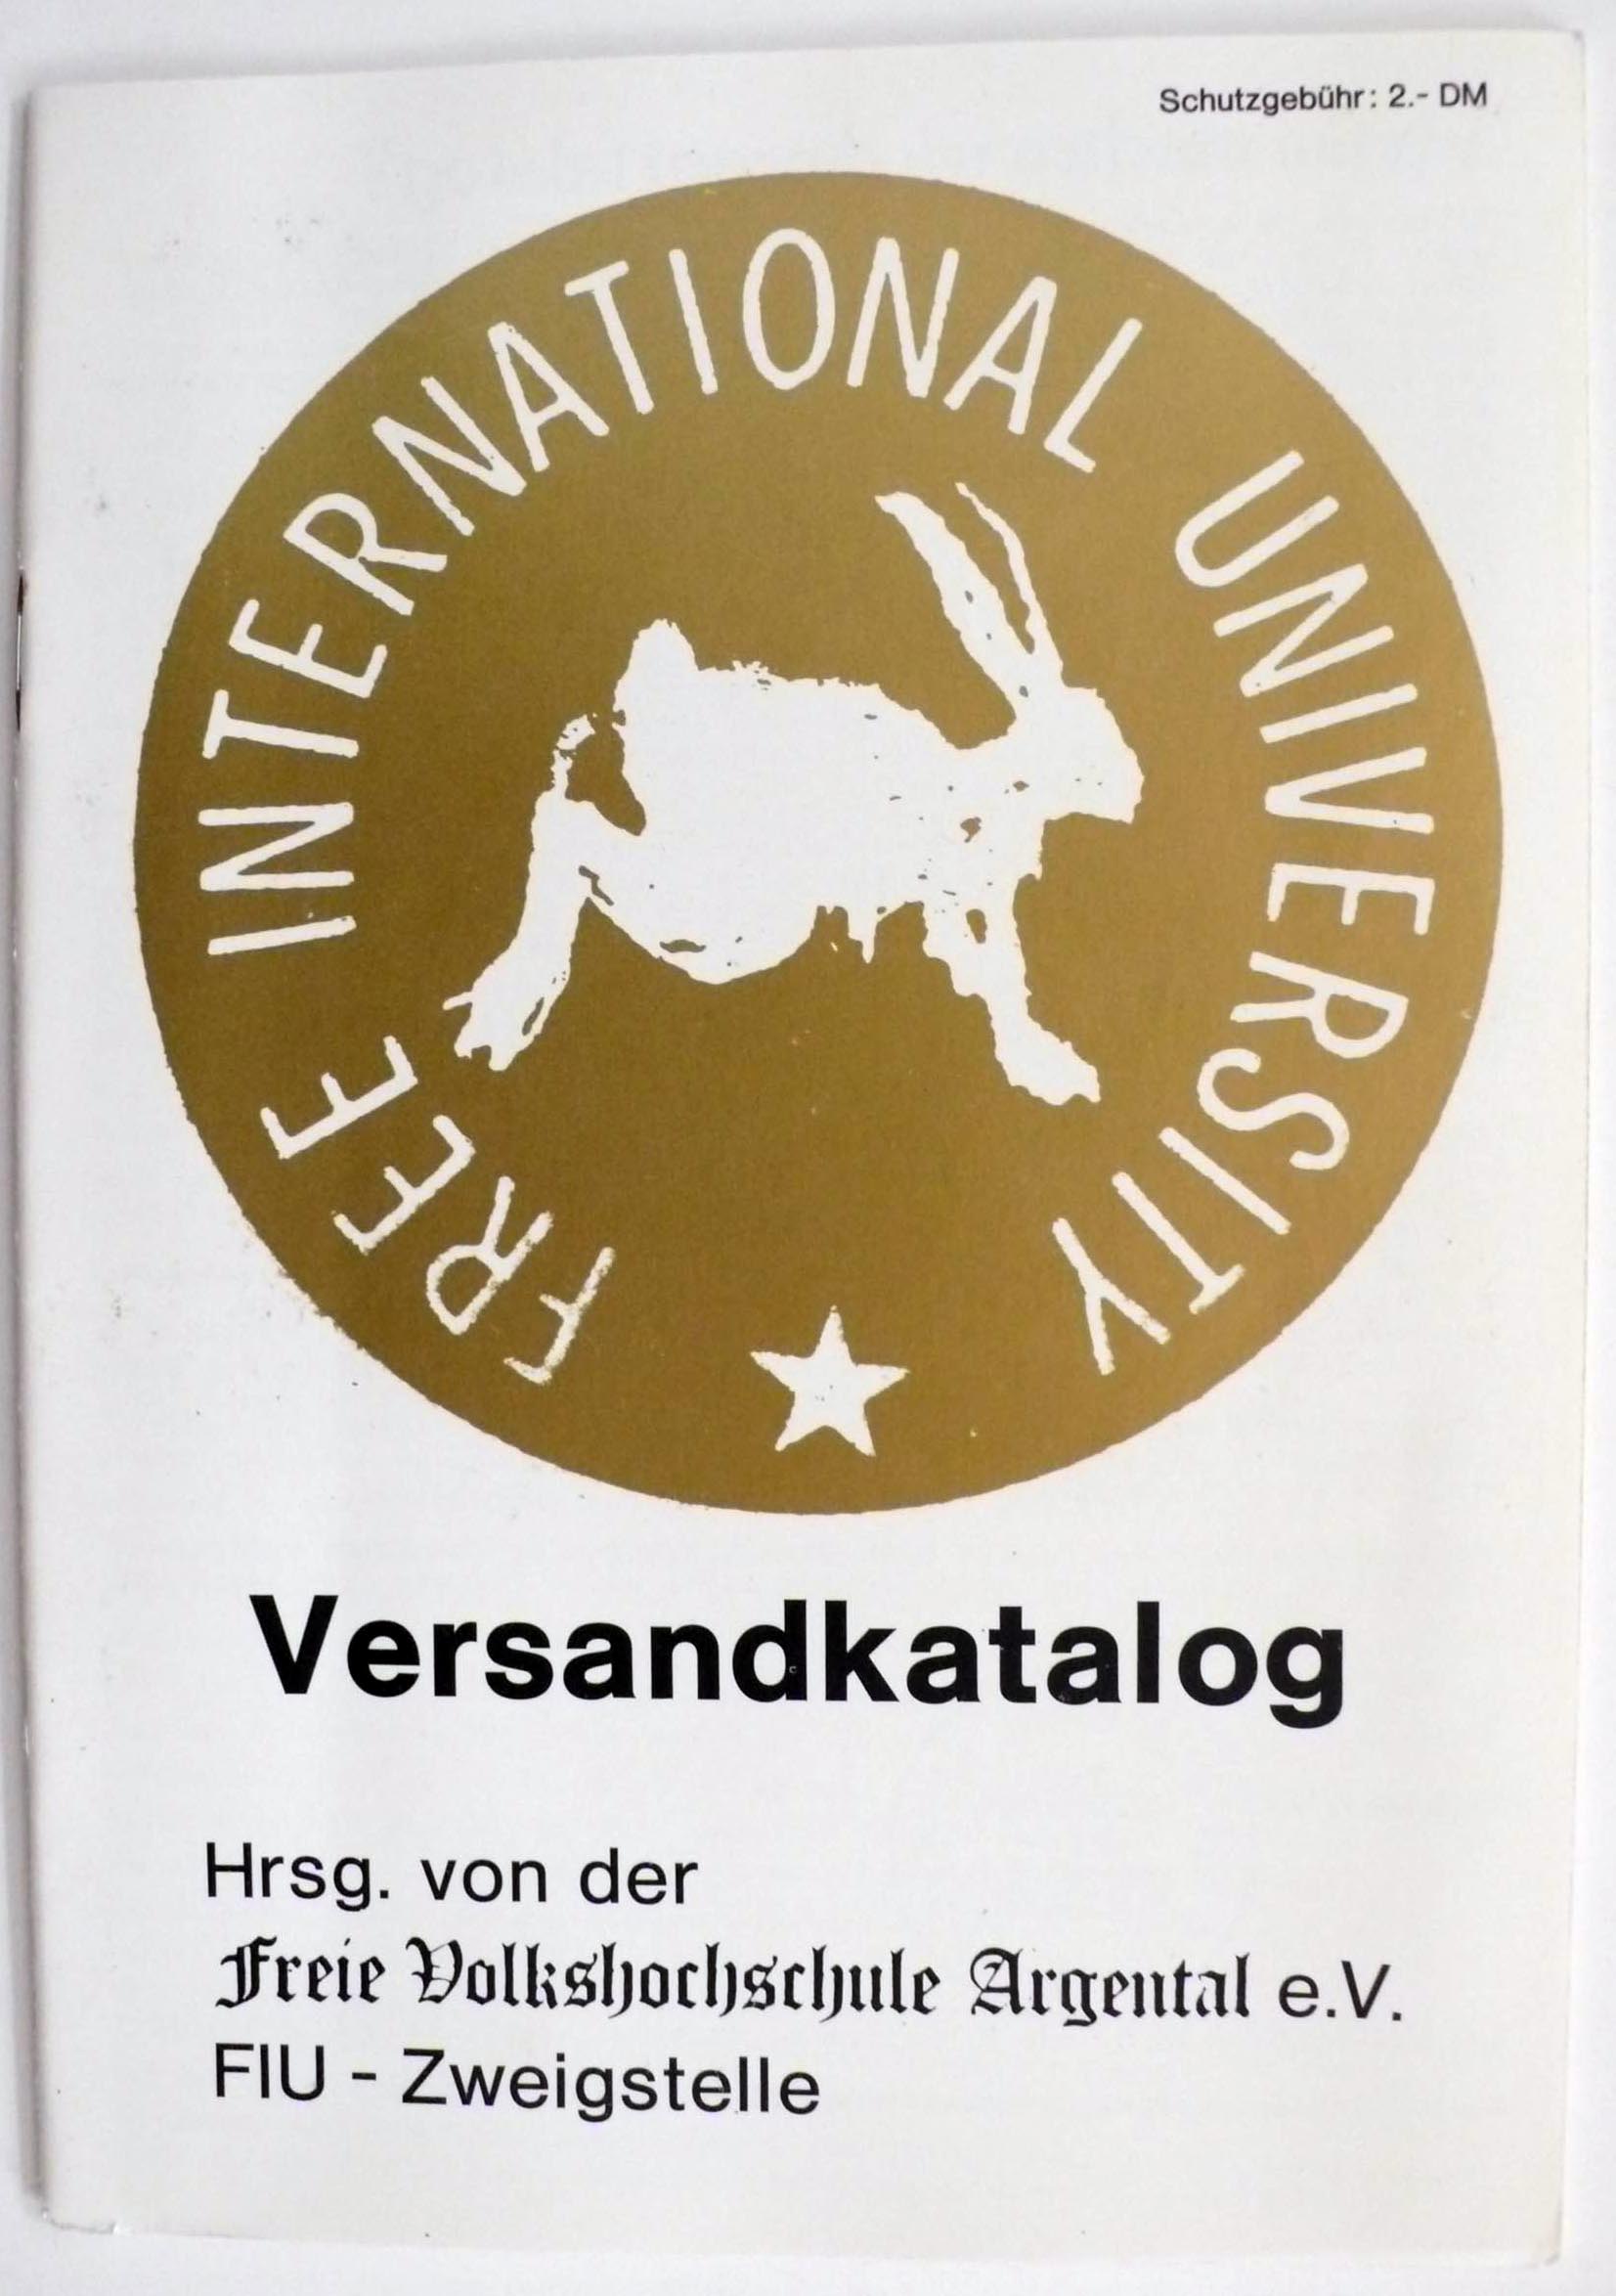 Schutzgebühr: 2.- DM
FREE INTERNATIONAL UNIVERSITY
Versandkatalog
Hrsg. von der
Freie Volkshochschule Argental e.V.
FIU - Zweigstelle